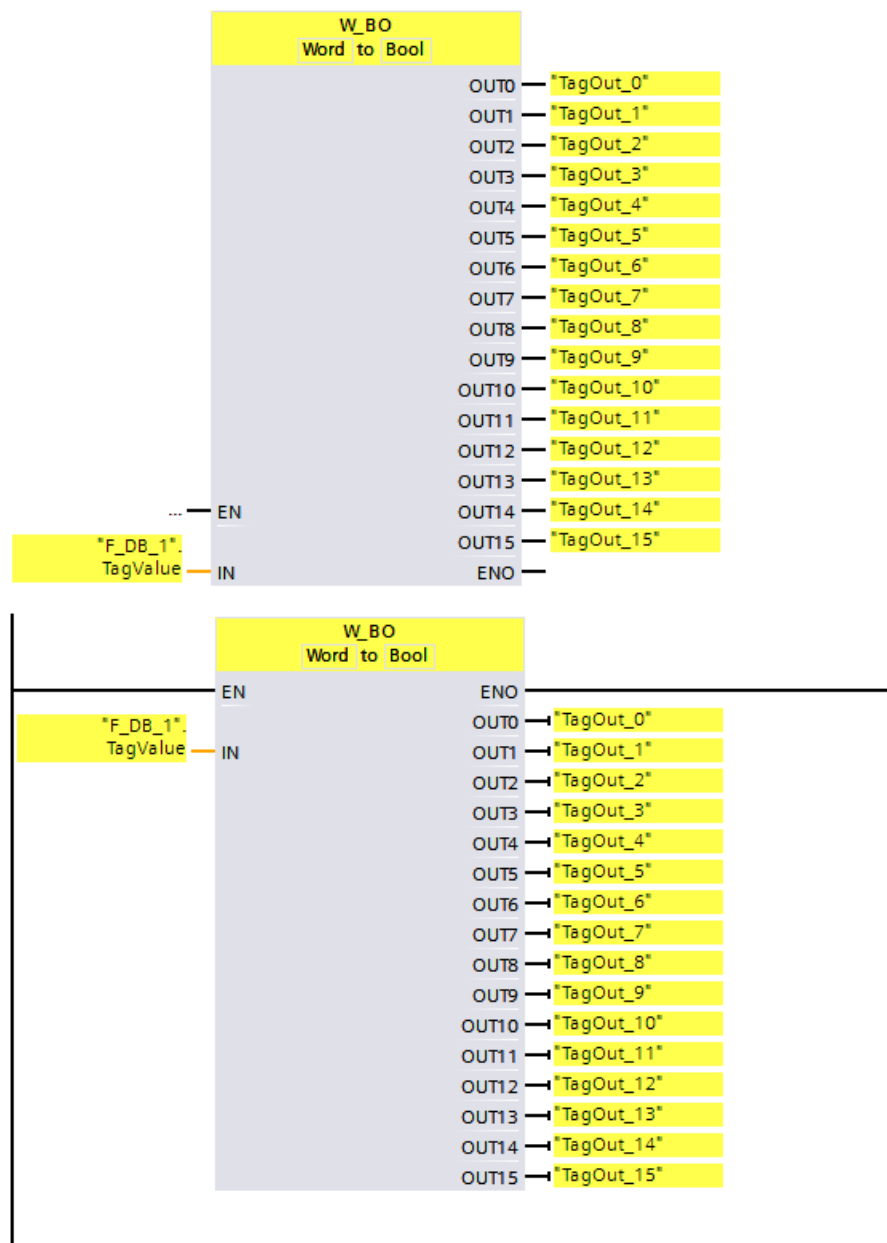 W_BO
Word to Bool
OUT0 "TagOut_0"
OUT1 "TagOut_1"
OUT2 "TagOut_2"
OUT3 "TagOut_3"
OUT4 "TagOut_4"
OUT5 "TagOut_5"
OUT6 "TagOut_6"
OUT7 "TagOut_7"
OUT8 "TagOut_8"
OUT9 "TagOut_9"
OUT10 "TagOut_10"
OUT11 "TagOut_11"
OUT12 "TagOut_12"
OUT13 "TagOut_13"
... EN OUT14 "TagOut_14"
"F_DB_1". OUT15 "TagOut_15"
TagValue IN ENO
W_BO
Word to Bool
EN ENO
"F_DB_1". OUT0 "TagOut_0"
TagValue IN OUT1 "TagOut_1"
OUT2 "TagOut_2"
OUT3 "TagOut_3"
OUT4 "TagOut_4"
OUT5 "TagOut_5"
OUT6 "TagOut_6"
OUT7 "TagOut_7"
OUT8 "TagOut_8"
OUT9 "TagOut_9"
OUT10 "TagOut_10"
OUT11 "TagOut_11"
OUT12 "TagOut_12"
OUT13 "TagOut_13"
OUT14 "TagOut_14"
OUT15 "TagOut_15"